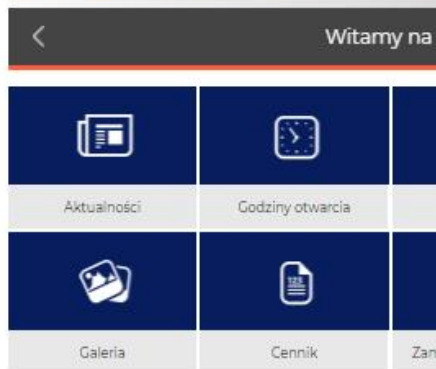 Witamy na
Aktualności
Godziny otwarcia
Galeria
Cennik